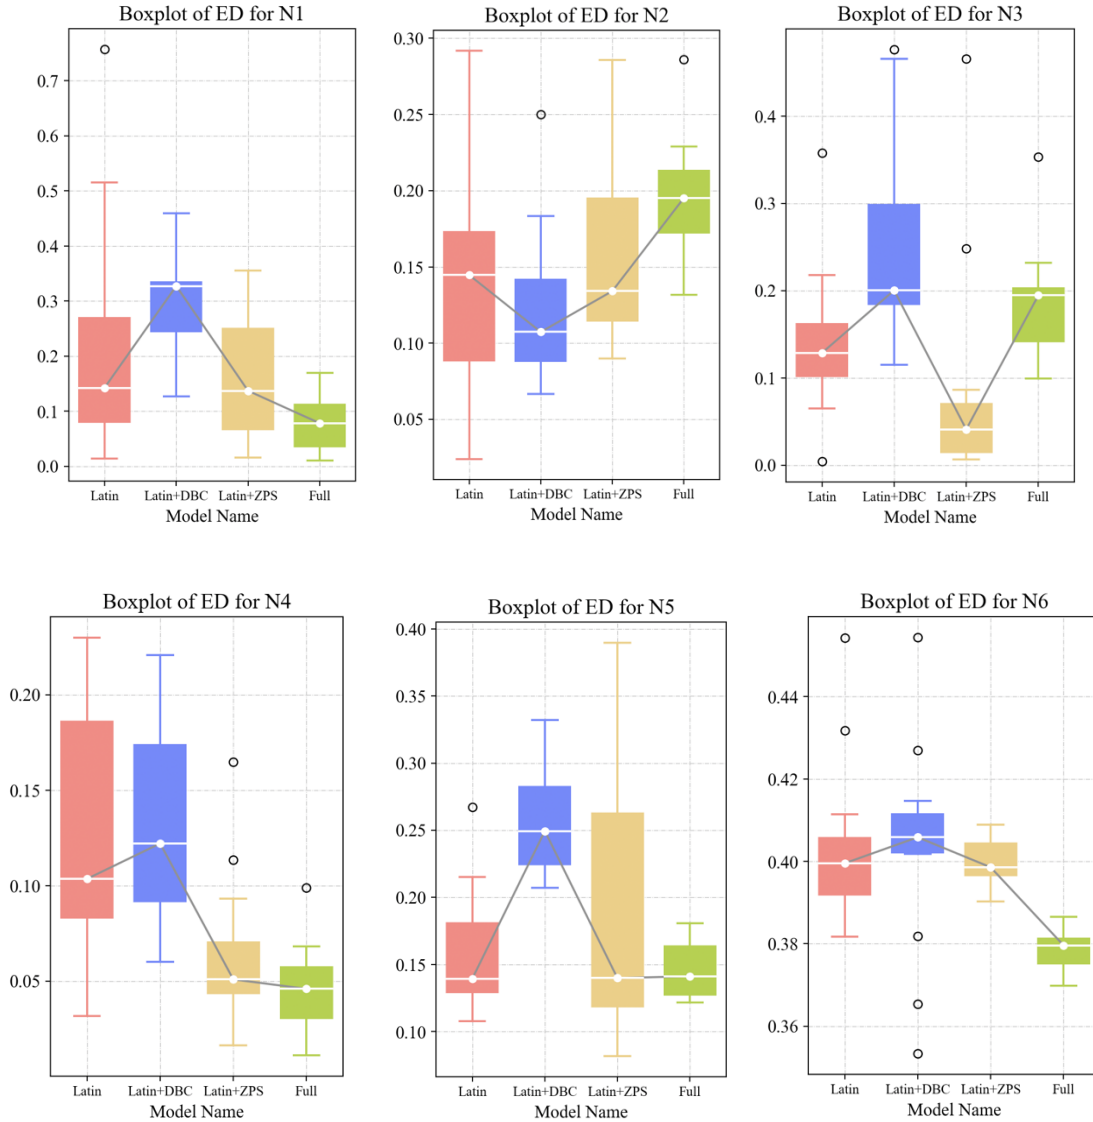 Boxplot of ED for N1
0.7
0.6
0.5
0.4
0.3
0.2
0.1
0.0
Latin Latin+DBC Latin+ZPS Full
Model Name
Boxplot of ED for N2
0.30
0.25
0.20
0.15
0.10
0.05
Latin Latin+DBC Latin+ZPS Full
Model Name
Boxplot of ED for N3
0.4
0.3
0.2
0.1
0.0
Latin Latin+DBC Latin+ZPS Full
Model Name
Boxplot of ED for N4
0.20
0.15
0.10
0.05
Latin Latin+DBC Latin+ZPS Full
Model Name
Boxplot of ED for N5
0.40
0.35
0.30
0.25
0.20
0.15
0.10
Latin Latin+DBC Latin+ZPS Full
Model Name
Boxplot of ED for N6
0.44
0.42
0.40
0.38
0.36
Latin Latin+DBC Latin+ZPS Full
Model Name